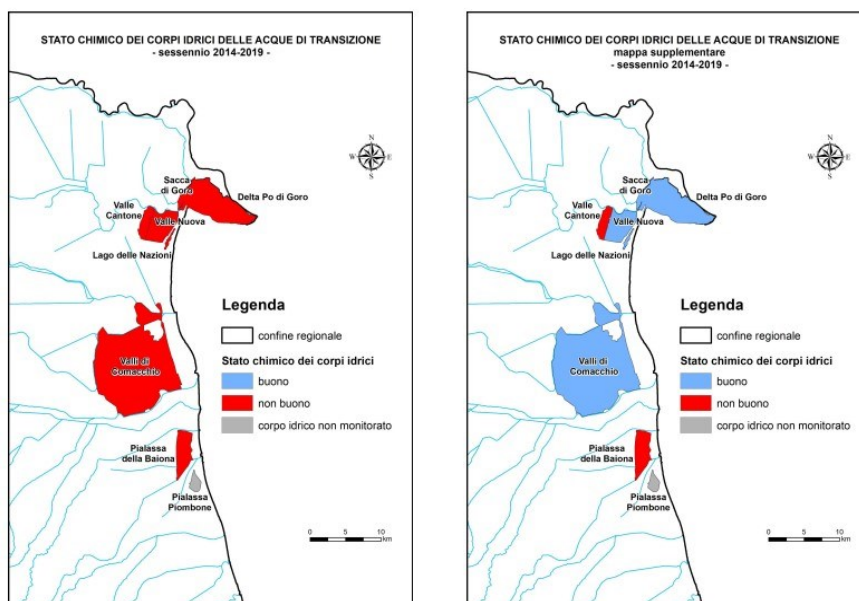 STATO CHIMICO DEI CORPI IDRICI DELLE ACQUE DI TRANSIZIONE
- sessennio 2014-2019 -
N
W E
S
Sacca
di Goro
Delta Po di Goro
Valle
Cantone
Valle Nuova
Lago delle Nazioni
Legenda
confine regionale
Stato chimico dei corpi idrici
buono
non buono
corpo idrico non monitorato
Valli di
Comacchio
Pialassa
della Baiona
Pialassa
Piombone
0 5 10
km
STATO CHIMICO DEI CORPI IDRICI DELLE ACQUE DI TRANSIZIONE
mappa supplementare
- sessennio 2014-2019 -
N
W E
S
Sacca
di Goro
Delta Po di Goro
Valle
Cantone
Valle Nuova
Lago delle Nazioni
Legenda
confine regionale
Stato chimico dei corpi idrici
buono
non buono
corpo idrico non monitorato
Valli di
Comacchio
Pialassa
della Baiona
Pialassa
Piombone
0 5 10
km